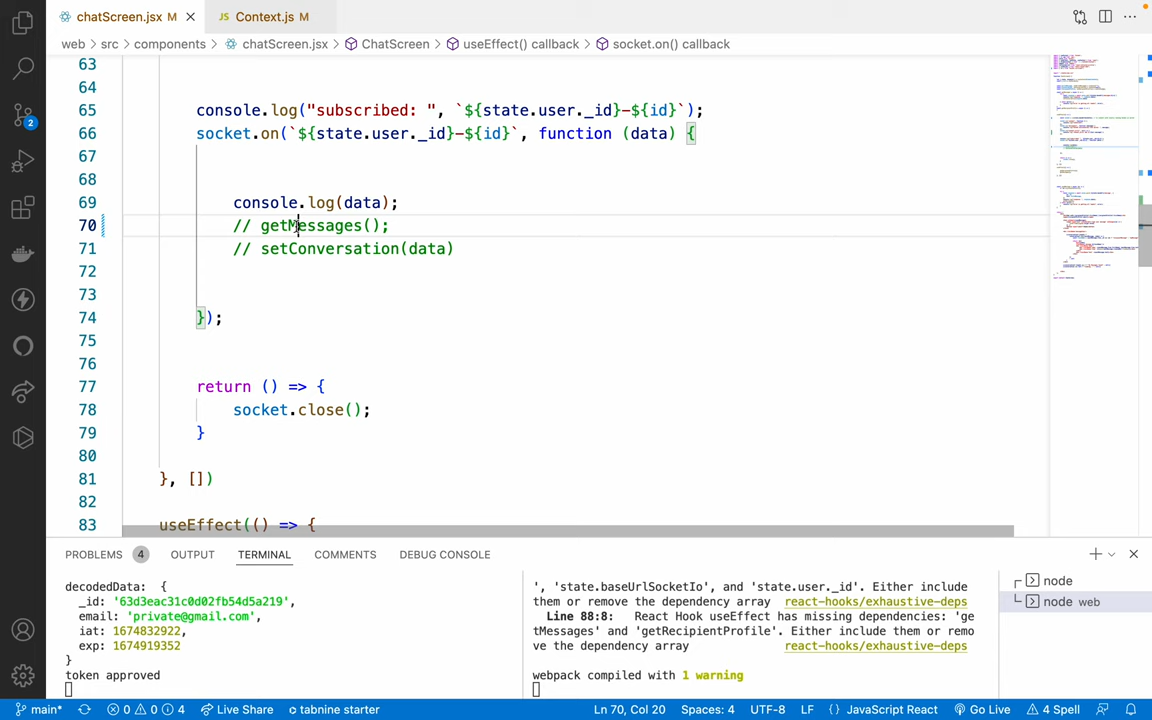 chatScreen.jsx M
JS Context.js M
web > src > components > chatScreen.jsx > ChatScreen > useEffect() callback > socket.on() callback
63
64
65 console.log("subscribed: ", `${state.user._id}-${id}`);
66 socket.on(`${state.user._id}-${id}`, function (data) {
67
68
69 console.log(data);
70 // getMessages();
71 // setConversation(data)
72
73
74 });
75
76
77 return () => {
78 socket.close();
79 }
80
81 }, [])
82
83 useEffect(() => {
2
PROBLEMS 4 OUTPUT TERMINAL COMMENTS DEBUG CONSOLE
decodedData: {
_id: '63d3eac31c0d02fb54d5a219',
email: 'private@gmail.com',
iat: 1674832922,
exp: 1674919352
}
token approved
', 'state.baseUrlSocketIo', and 'state.user._id'. Either include
them or remove the dependency array react-hooks/exhaustive-deps
Line 88:8: React Hook useEffect has missing dependencies: 'ge
tMessages' and 'getRecipientProfile'. Either include them or remo
ve the dependency array react-hooks/exhaustive-deps
webpack compiled with 1 warning
node
node web
main* 0 0 4 Live Share tabnine starter Ln 70, Col 20 Spaces: 4 UTF-8 LF {} JavaScript React Go Live 4 Spell